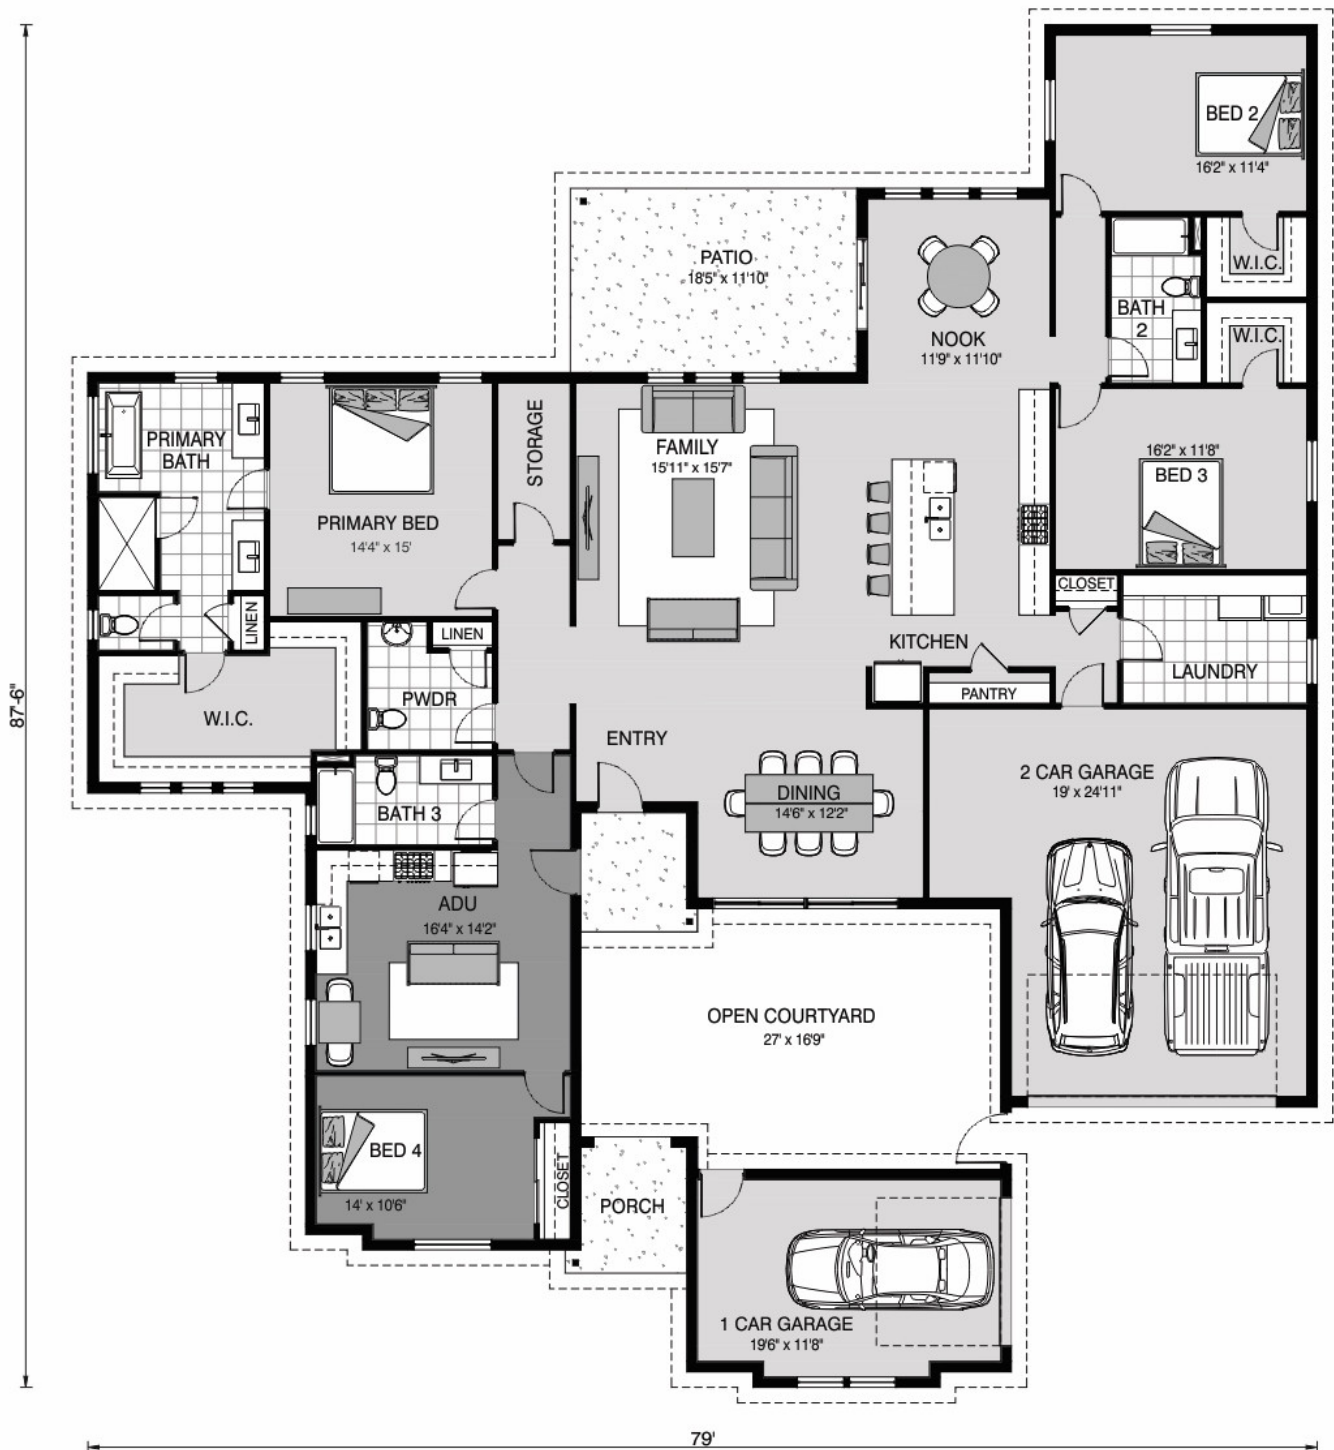 BED 2
16'2" x 11'4"
PATIO
18'5" x 11'10"
W.I.C.
BATH
2
NOOK
11'9" x 11'10"
W.I.C.
PRIMARY
BATH
STORAGE
FAMILY
15'11" x 15'7"
16'2" x 11'8"
BED 3
PRIMARY BED
14'4" x 15'
CLOSET
LINEN
LINEN
KITCHEN
LAUNDRY
PWDR
PANTRY
W.I.C.
87'-6"
ENTRY
2 CAR GARAGE
19' x 24'11"
DINING
14'6" x 12'2"
BATH 3
ADU
16'4" x 14'2"
OPEN COURTYARD
27' x 16'9"
BED 4
14' x 10'6"
CLOSET
PORCH
1 CAR GARAGE
19'6" x 11'8"
79'